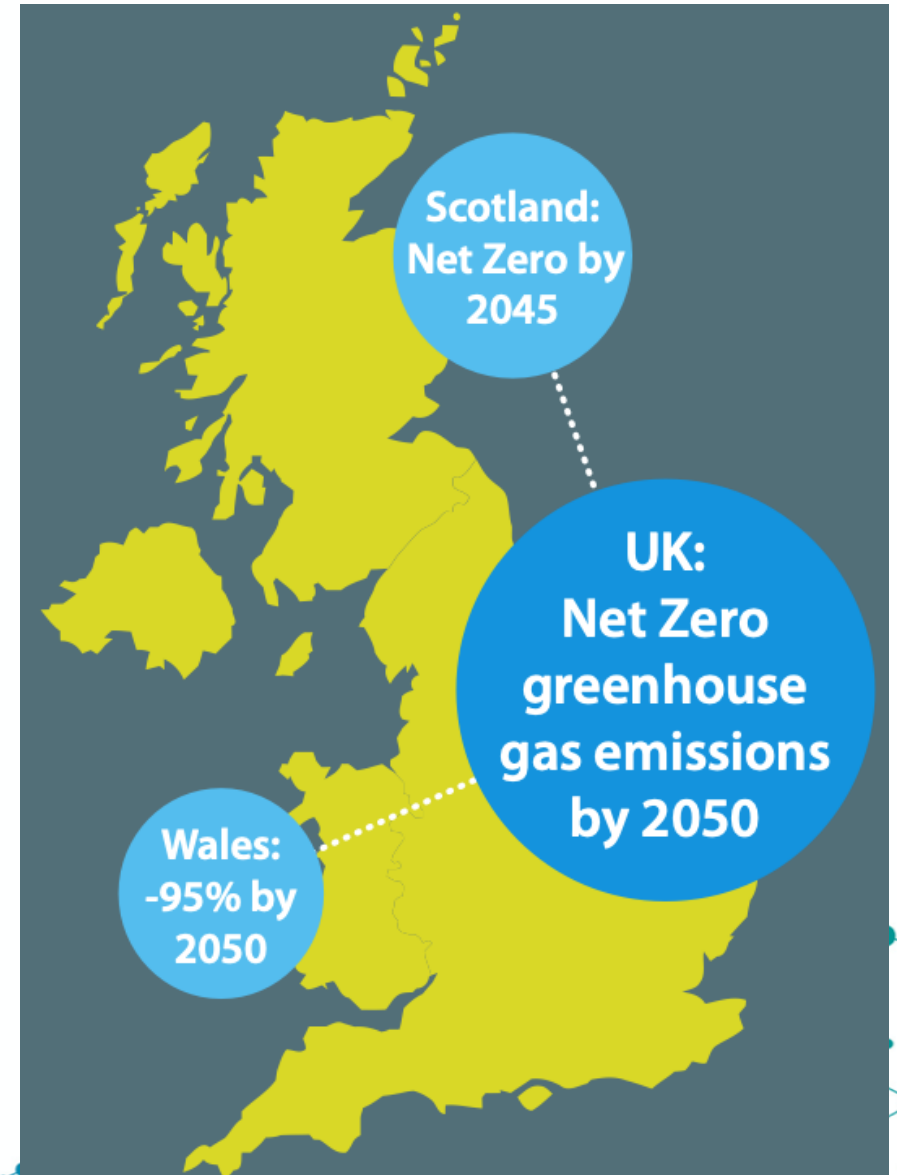 Scotland:
Net Zero by
2045
UK:
Net Zero
greenhouse
gas emissions
by 2050
Wales:
-95% by
2050